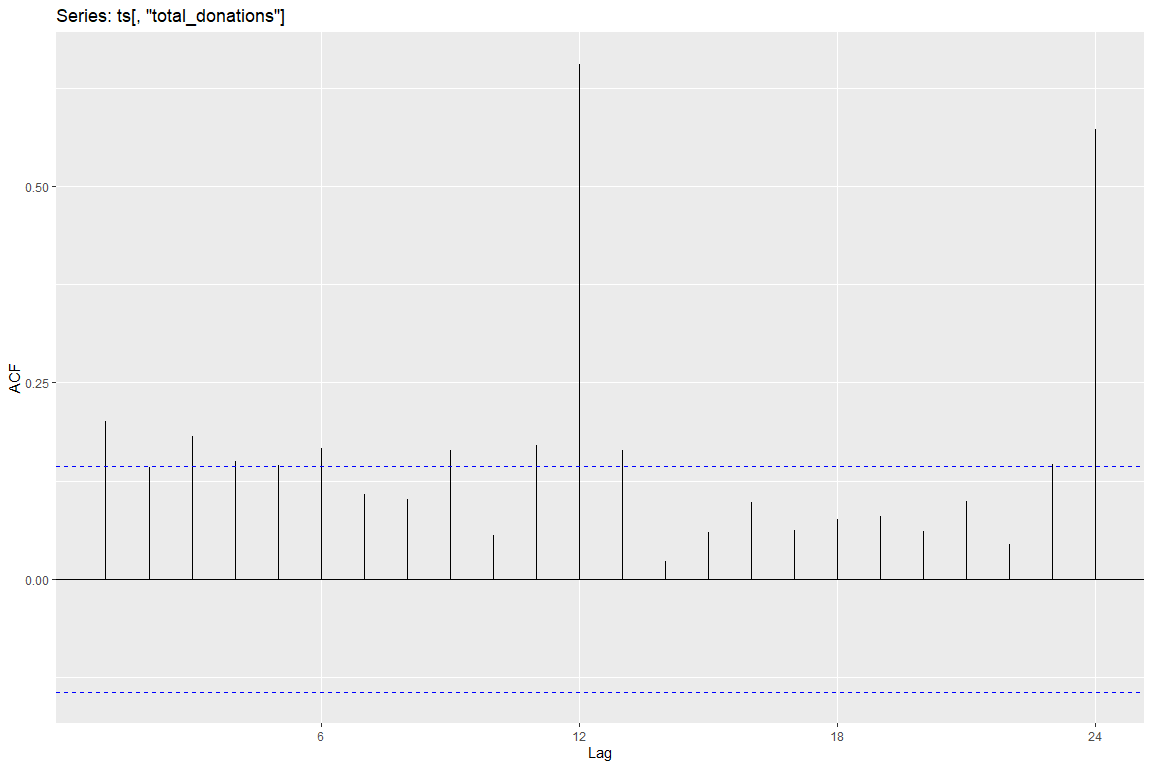 Series: ts[, "total_donations"]
ACF
0.50
0.25
0.00
6
12
18
24
Lag